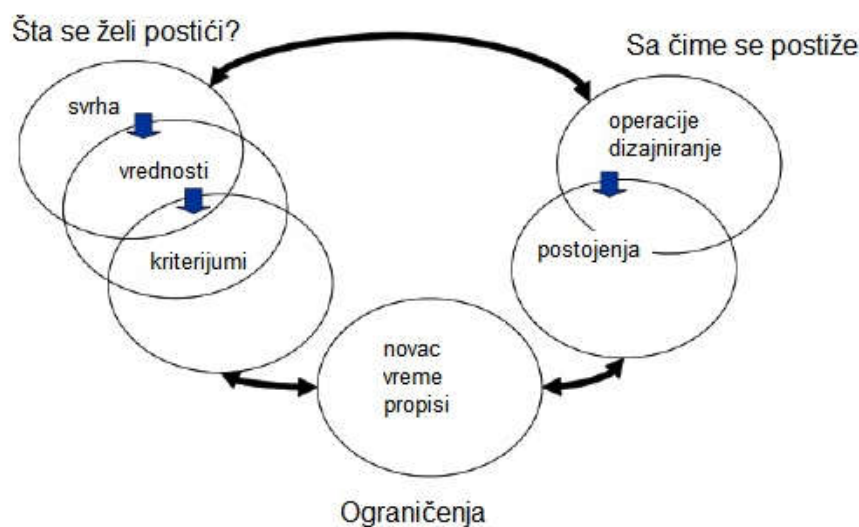 Šta se želi postići?
svrha
vrednosti
kriterijumi
Sa čime se postiže
operacije
dizajniranje
postojenja
novac
vreme
propisi
Ograničenja